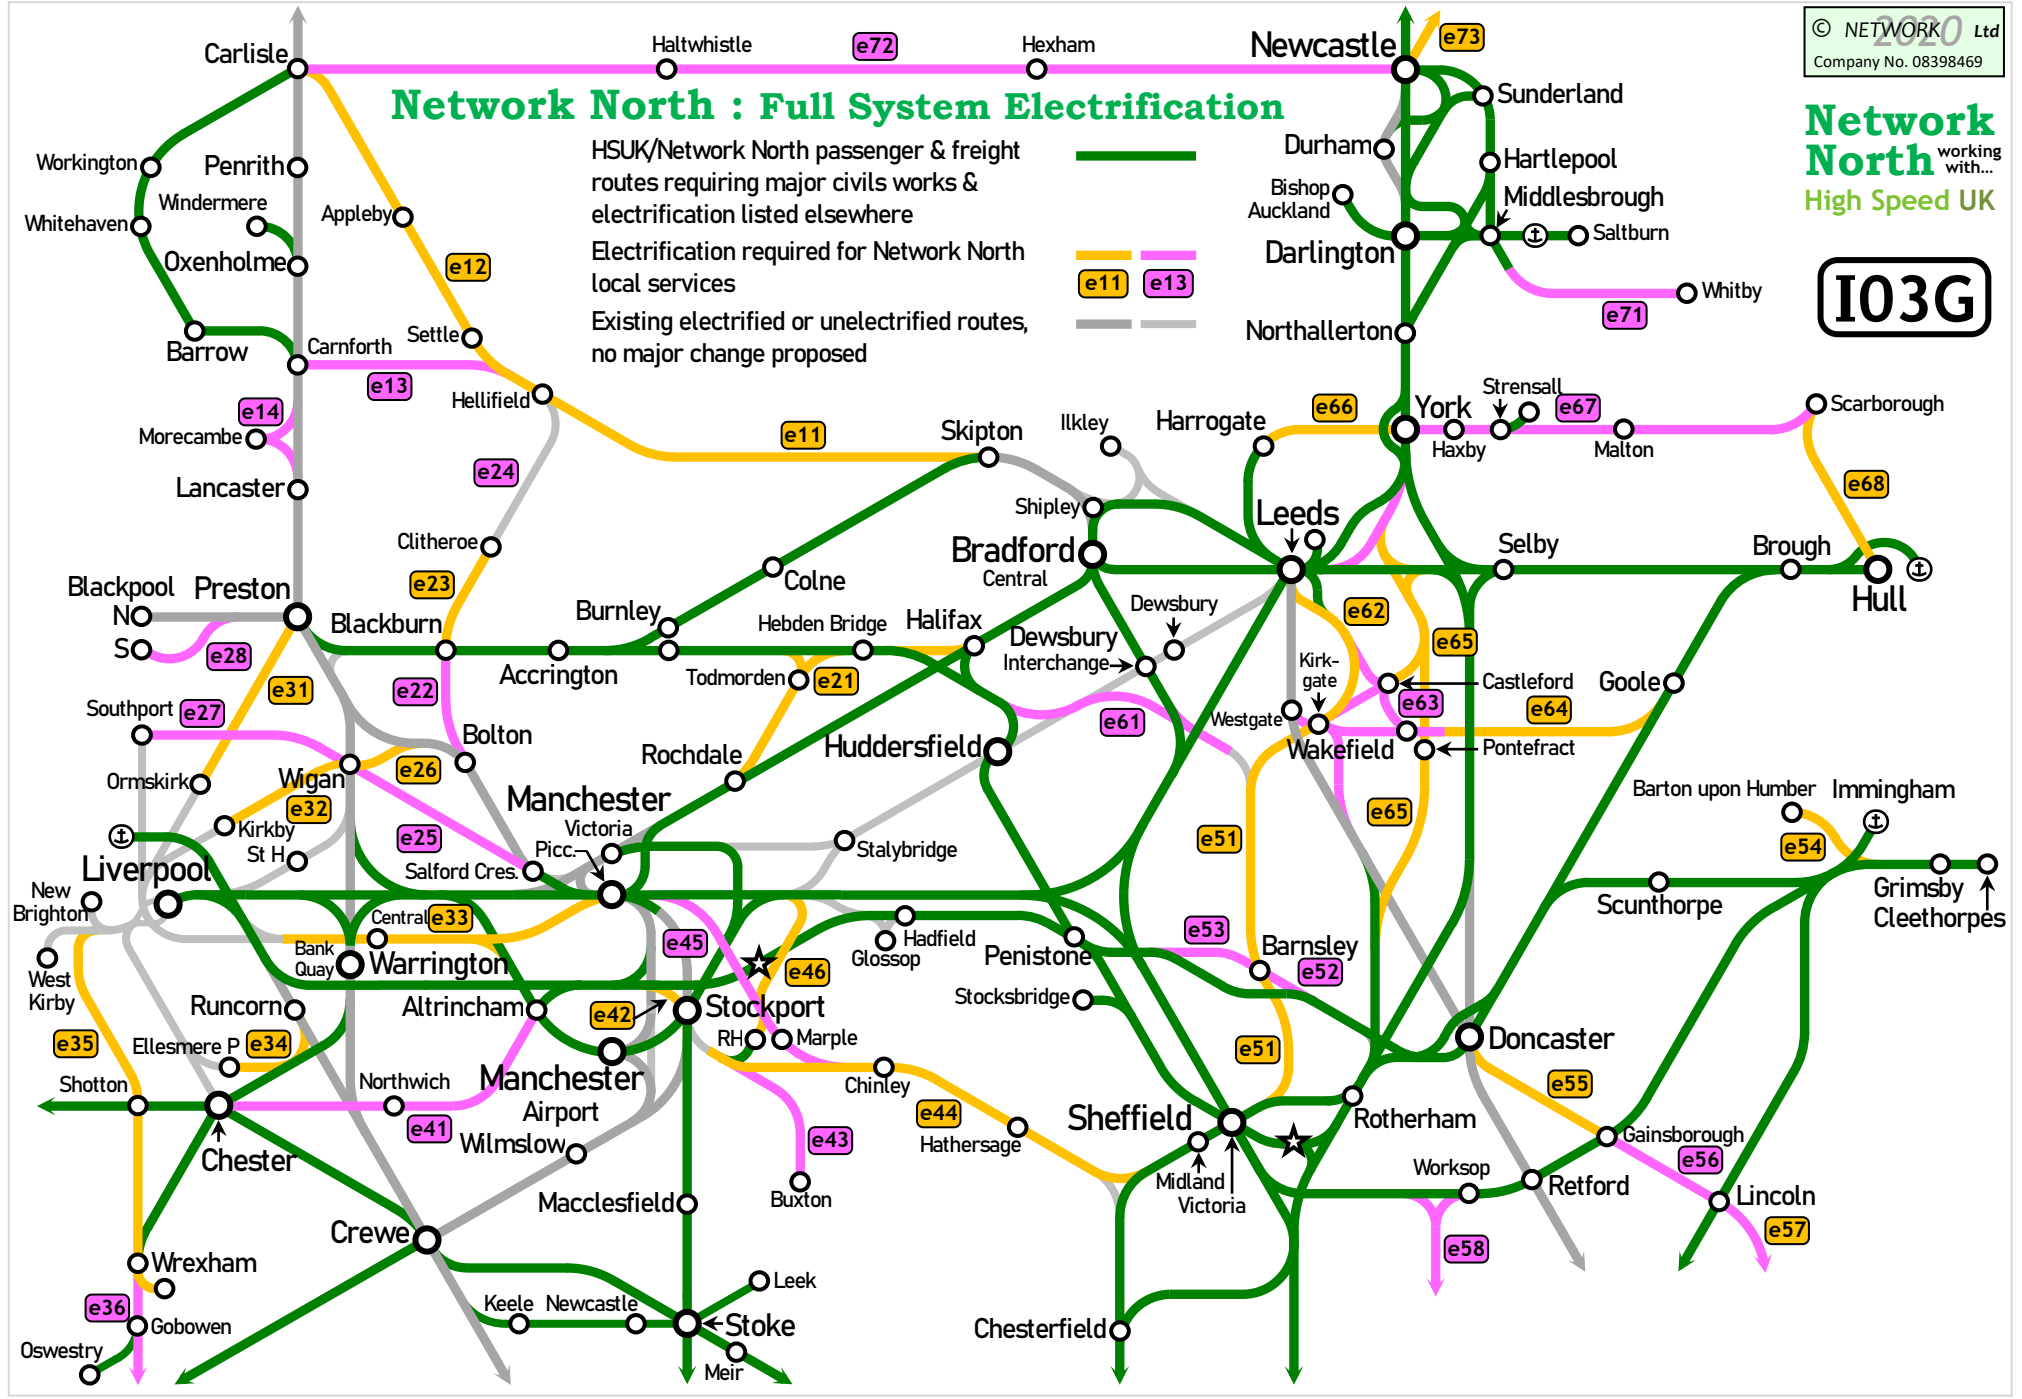 Network North : Full System Electrification
HSUK/Network North passenger & freight
routes requiring major civils works &
electrification listed elsewhere
Electrification required for Network North
local services
e11 e13
Existing electrified or unelectrified routes,
no major change proposed
© NETWORK 2020 Ltd
Company No. 08398469
Network
North working
with...
High Speed UK
I03G
Carlisle
Haltwhistle
e72
Hexham
Newcastle
e73
Sunderland
Durham
Hartlepool
Workington
Penrith
Windermere
Whitehaven
Appleby
Bishop
Auckland
Middlesbrough
Oxenholme
e12
Darlington
Saltburn
Whitby
e71
Barrow
Carnforth
Settle
Northallerton
e13
Hellifield
e14
Morecambe
Strensall
e66
York
e67
Scarborough
Ilkley
Harrogate
Haxby
Malton
e11
Skipton
e24
Lancaster
e68
Shipley
Leeds
Clitheroe
Bradford
Central
Selby
Brough
Hull
Blackpool
N
S
Preston
e23
Colne
Blackburn
Burnley
Hebden Bridge
Halifax
Dewsbury
Dewsbury
Interchange
e62
e65
e28
Accrington
Todmorden
e21
Kirk-
gate
Castleford
Goole
e31
e22
e63
e64
Southport
e27
e61
Westgate
Wakefield
Pontefract
Bolton
Rochdale
Huddersfield
Ormskirk
Wigan
e26
e32
Manchester
Victoria
Picc.
Barton upon Humber
Immingham
Kirkby
St H
e25
Salford Cres.
Stalybridge
e51
e65
e54
Liverpool
New
Brighton
Grimsby
Cleethorpes
Scunthorpe
Central
e33
Bank
Quay
Warrington
e45
Hadfield
Glossop
Penistone
e53
Barnsley
e52
West
Kirby
Runcorn
Altrincham
e42
Stockport
e46
Stocksbridge
e35
Ellesmere P
e34
RH
Marple
e51
Doncaster
Shotton
Northwich
Manchester
Airport
Chinley
e44
Hathersage
e55
e41
Wilmslow
e43
Sheffield
Rotherham
Gainsborough
e56
Chester
Buxton
Midland
Victoria
Worksop
Retford
Lincoln
Macclesfield
e57
Crewe
e58
Wrexham
Leek
e36
Gobowen
Keele
Newcastle
Stoke
Chesterfield
Oswestry
Meir